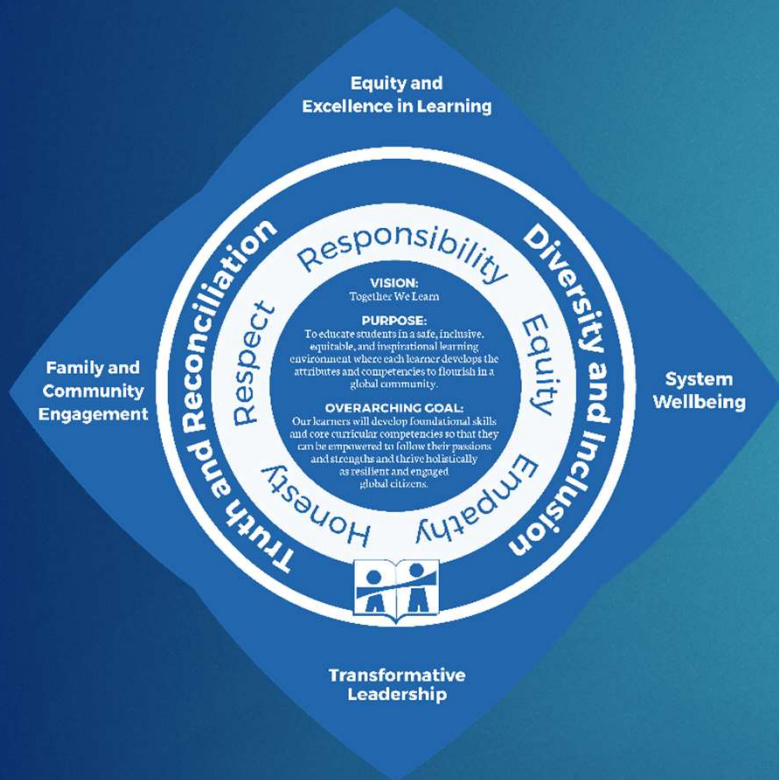 Equity and
Excellence in Learning
Truth and Reconciliation
Diversity and Inclusion
Responsibility
Respect
Equity
Honesty
Empathy
VISION:
Together We Learn
PURPOSE:
To educate students in a safe, inclusive,
equitable, and inspirational learning
environment where each learner develops the
attributes and competencies to flourish in a
global community.
OVERARCHING GOAL:
Our learners will develop foundational skills
and core curricular competencies so that they
can be empowered to follow their passions
and strengths and thrive holistically
as resilient and engaged
global citizens.
Family and
Community
Engagement
System
Wellbeing
Transformative
Leadership